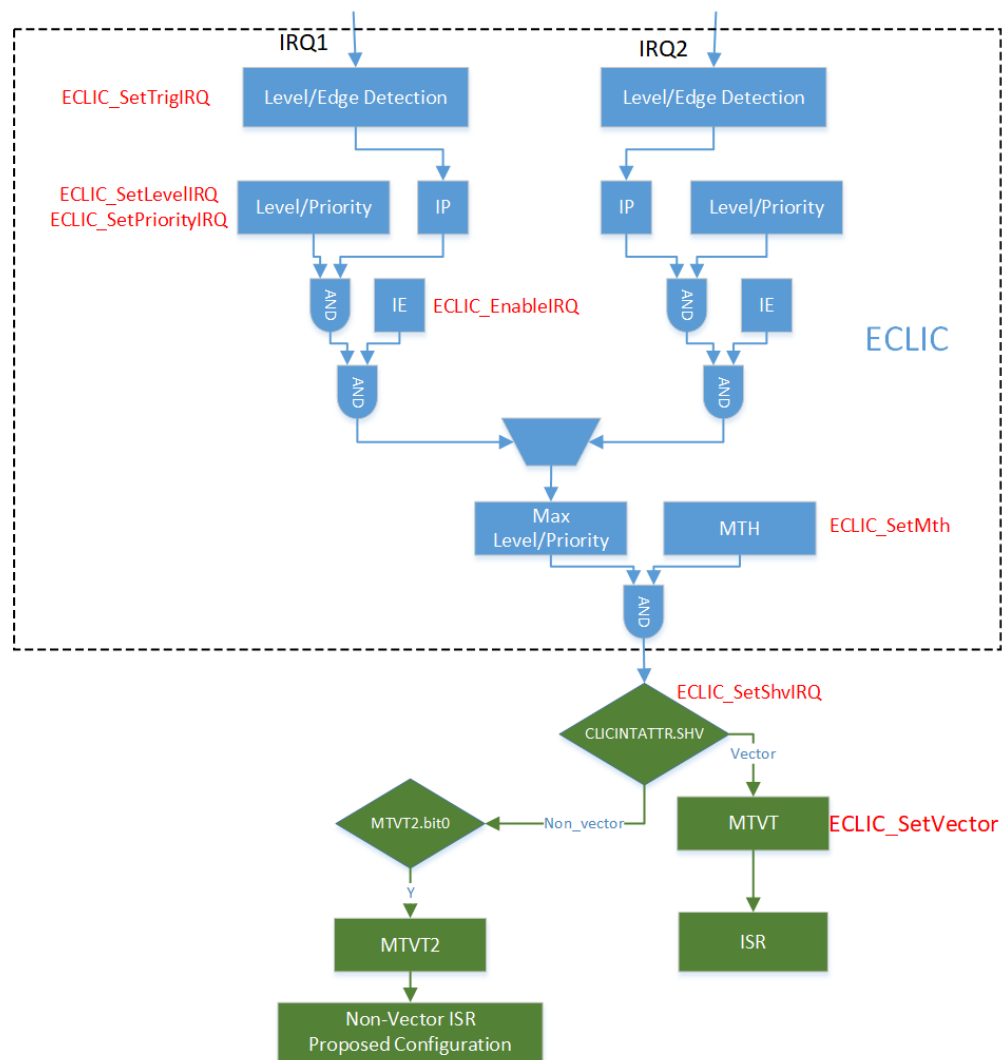 IRQ1
IRQ2
ECLIC_SetTrigIRQ
Level/Edge Detection
Level/Edge Detection
ECLIC_SetLevelIRQ
ECLIC_SetPriorityIRQ
Level/Priority
IP
IP
Level/Priority
AND
IE
ECLIC_EnableIRQ
AND
IE
ECLIC
AND
AND
Max
Level/Priority
MTH
ECLIC_SetMth
AND
ECLIC_SetShvIRQ
CLICINTATTR.SHV
Vector
MTVT2.bit0
Non_vector
MTVT
ECLIC_SetVector
Y
MTVT2
ISR
Non-Vector ISR
Proposed Configuration